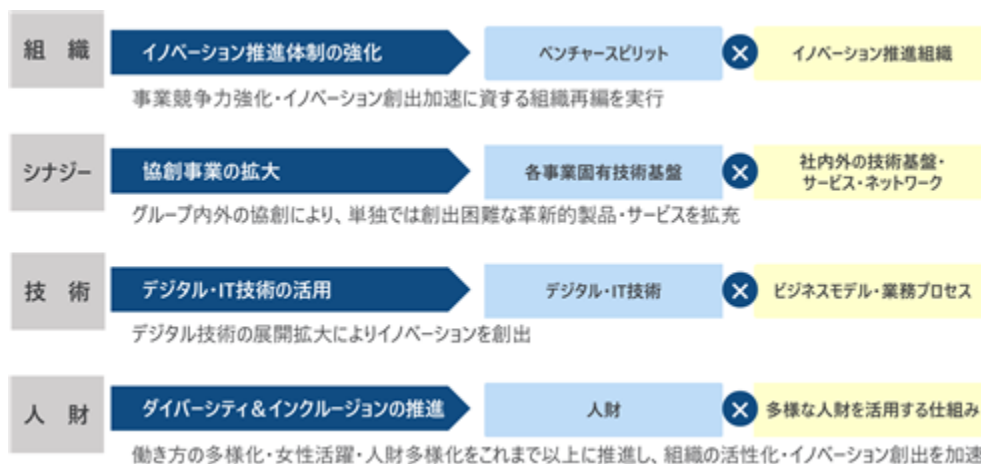 組 織
イノベーション推進体制の強化
ベンチャースピリット
×
イノベーション推進組織
事業競争力強化・イノベーション創出加速に資する組織再編を実行
シナジー
協創事業の拡大
各事業固有技術基盤
×
社内外の技術基盤・
サービス・ネットワーク
グループ内外の協創により、単独では創出困難な革新的製品・サービスを拡充
技 術
デジタル・IT技術の活用
デジタル・IT技術
×
ビジネスモデル・業務プロセス
デジタル技術の展開拡大によりイノベーションを創出
人 財
ダイバーシティ&インクルージョンの推進
人財
×
多様な人財を活用する仕組み
働き方の多様化・女性活躍・人財多様化をこれまで以上に推進し、組織の活性化・イノベーション創出を加速